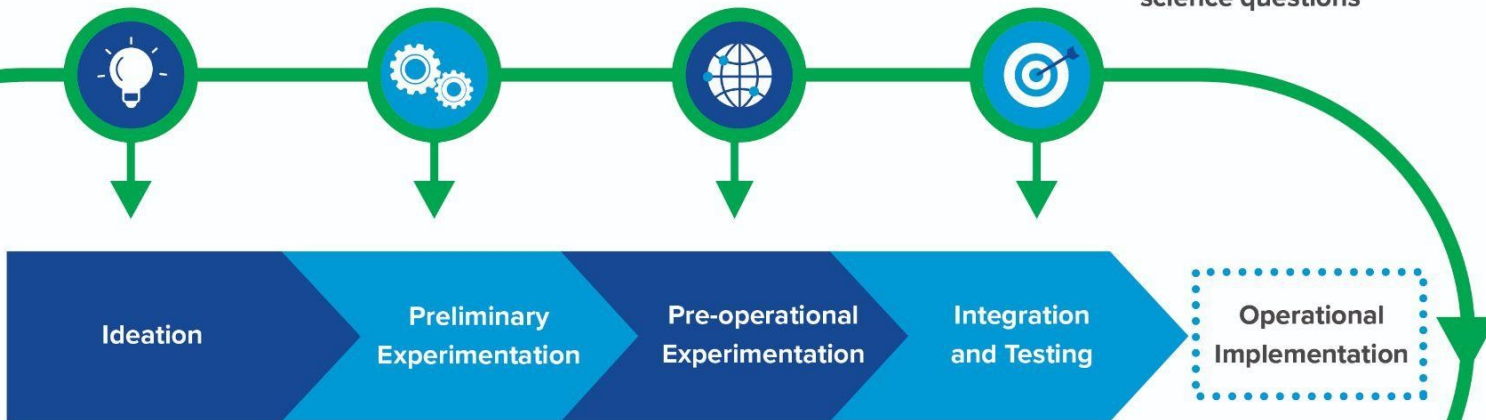 science questions
Ideation
Preliminary
Experimentation
Pre-operational
Experimentation
Integration
and Testing
Operational
Implementation